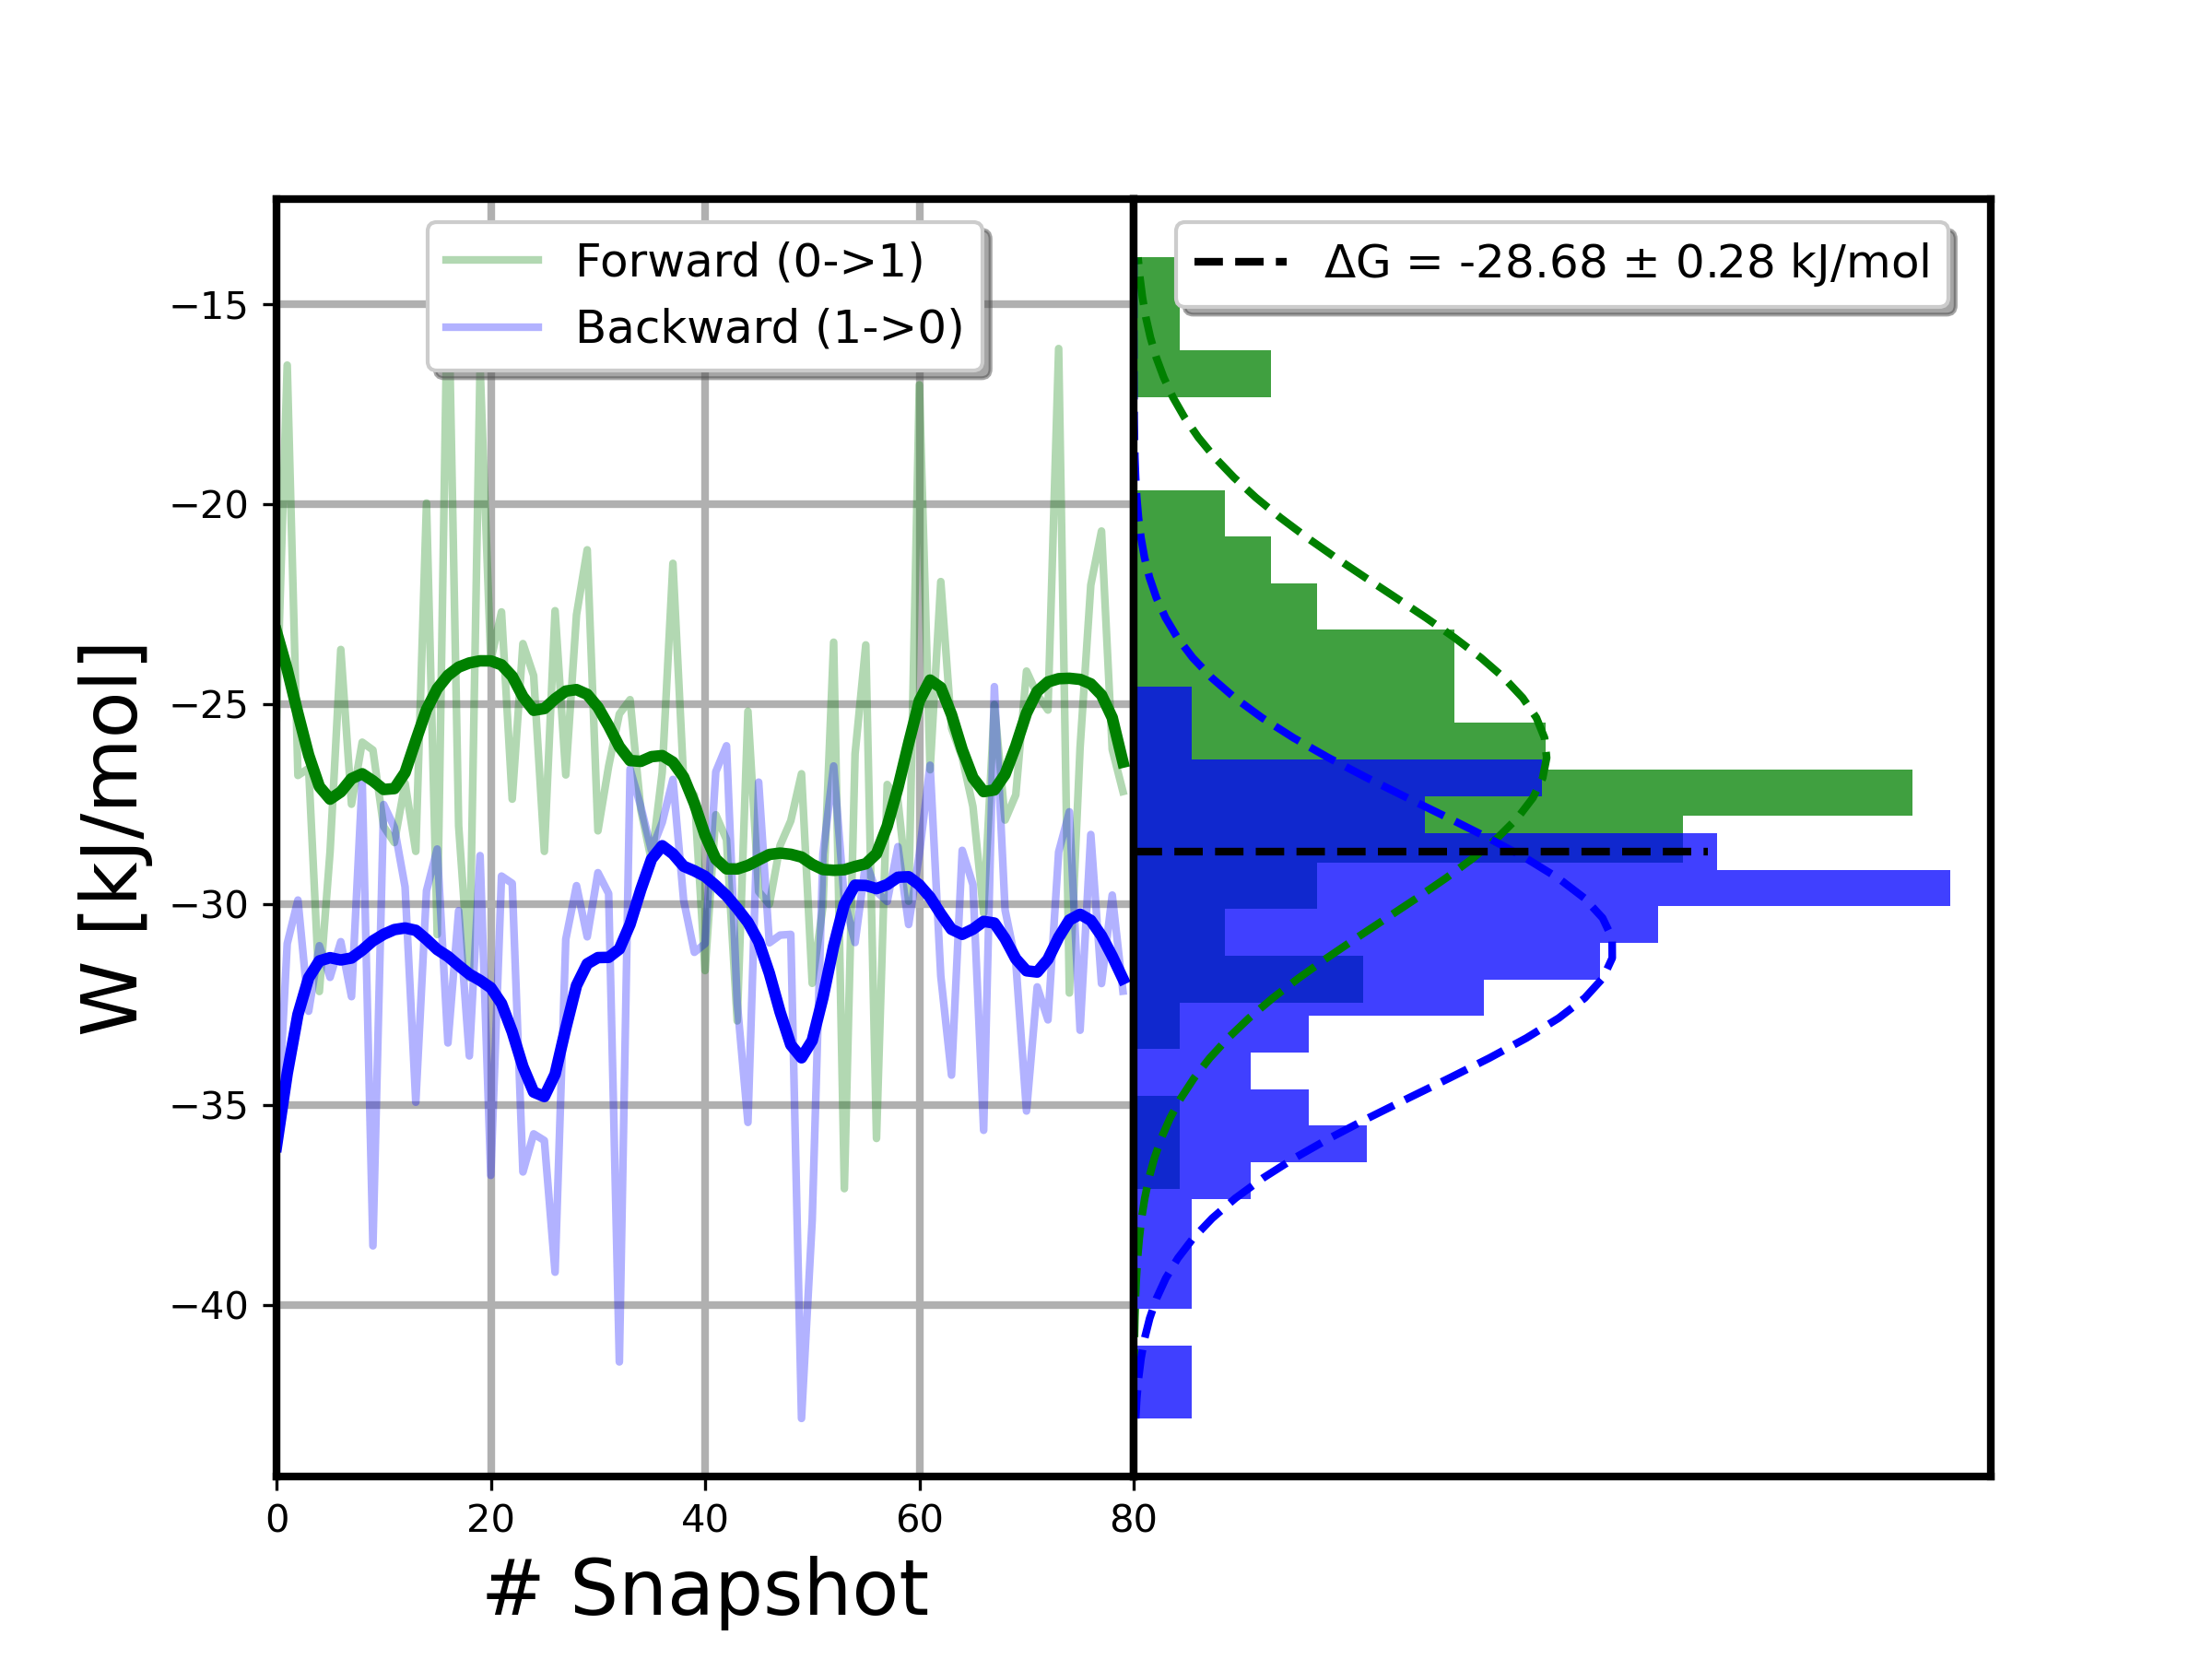 Forward (0->1)
Backward (1->0)
ΔG = -28.68 ± 0.28 kJ/mol
−15
−20
−25
−30
−35
−40
W [kJ/mol]
0 20 40 60 80
# Snapshot